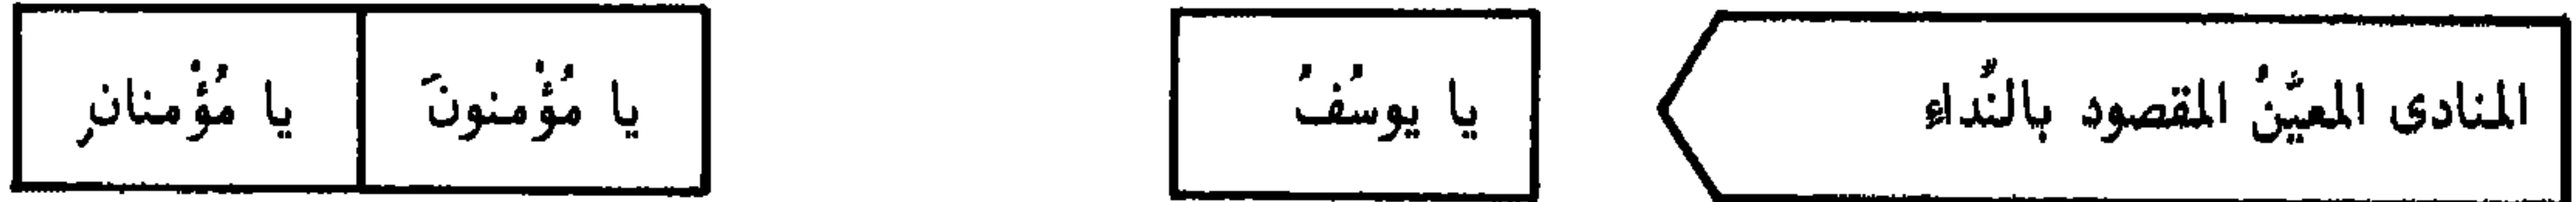 المنادى المعيَّنُ المقصود بالنِّداءِ يا يوسُفُ يا مُؤْمنونَ يا مُؤْمنانِ